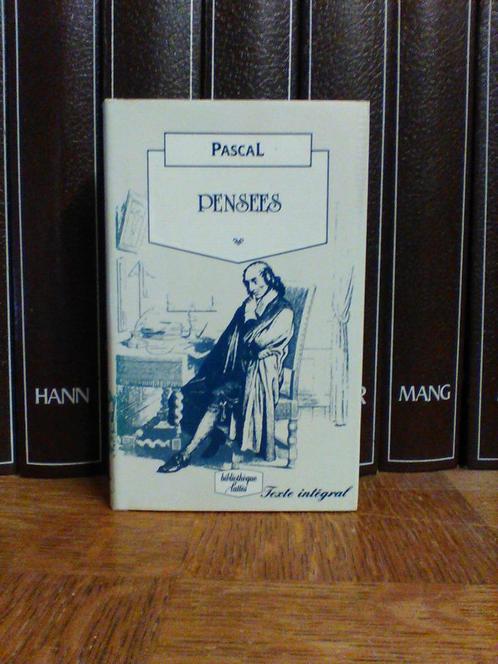 PASCAL
PENSEES
HANN
R
MANG
bibliothèque
Lattès
Texte intégral